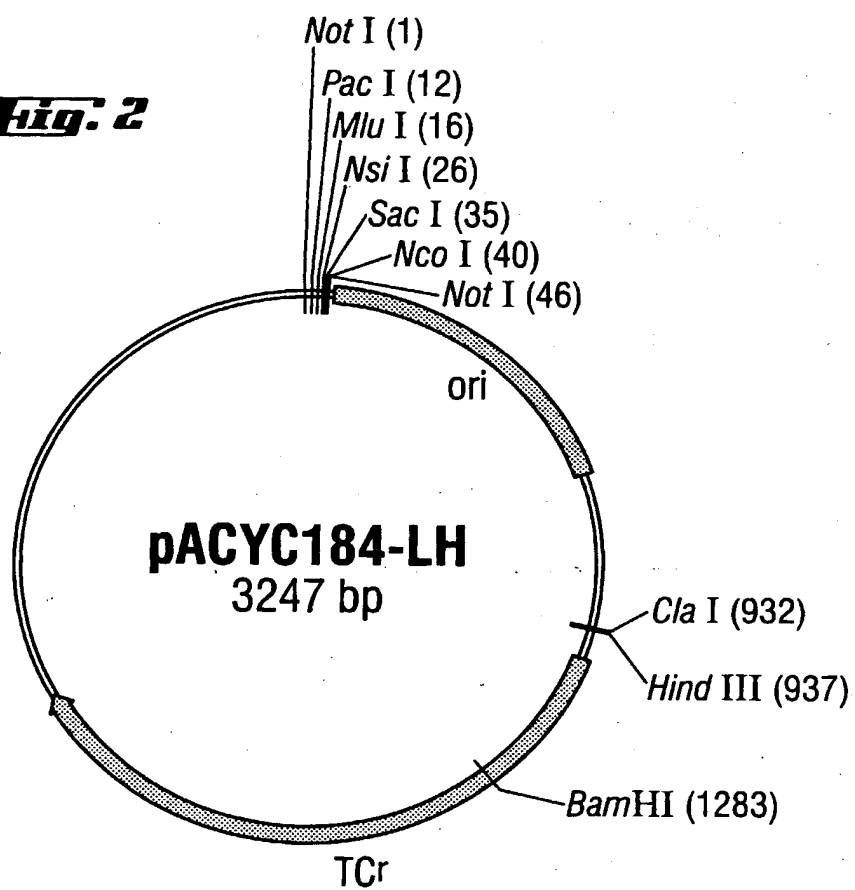 Fig. 2
Not I (1)
Pac I (12)
Mlu I (16)
Nsi I (26)
Sac I (35)
Nco I (40)
Not I (46)
ori
pACYC184-LH
3247 bp
Cla I (932)
Hind III (937)
BamHI (1283)
TCr